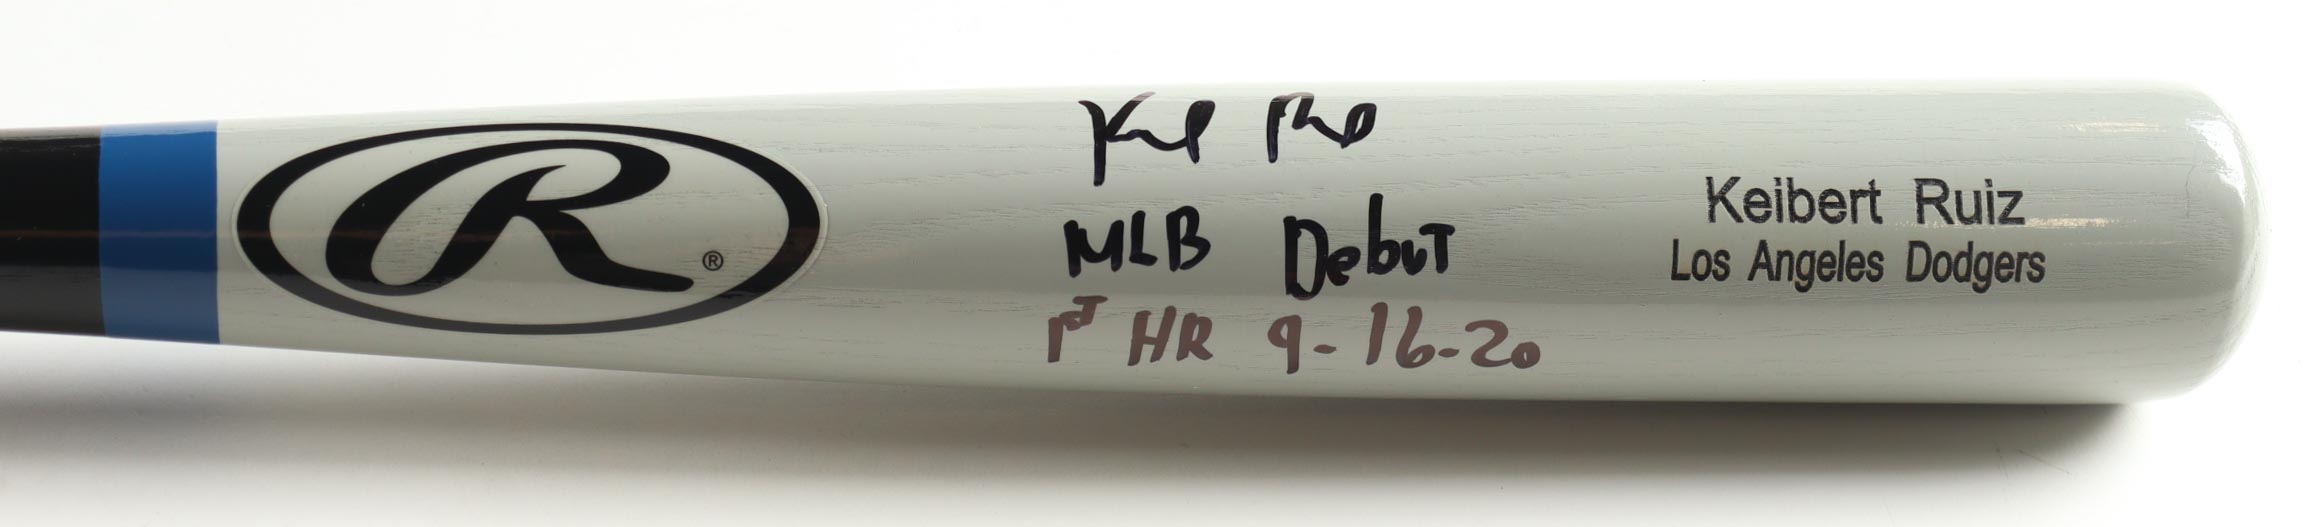 R ®
MLB Debut
1st HR 9-16-20
Keibert Ruiz
Los Angeles Dodgers